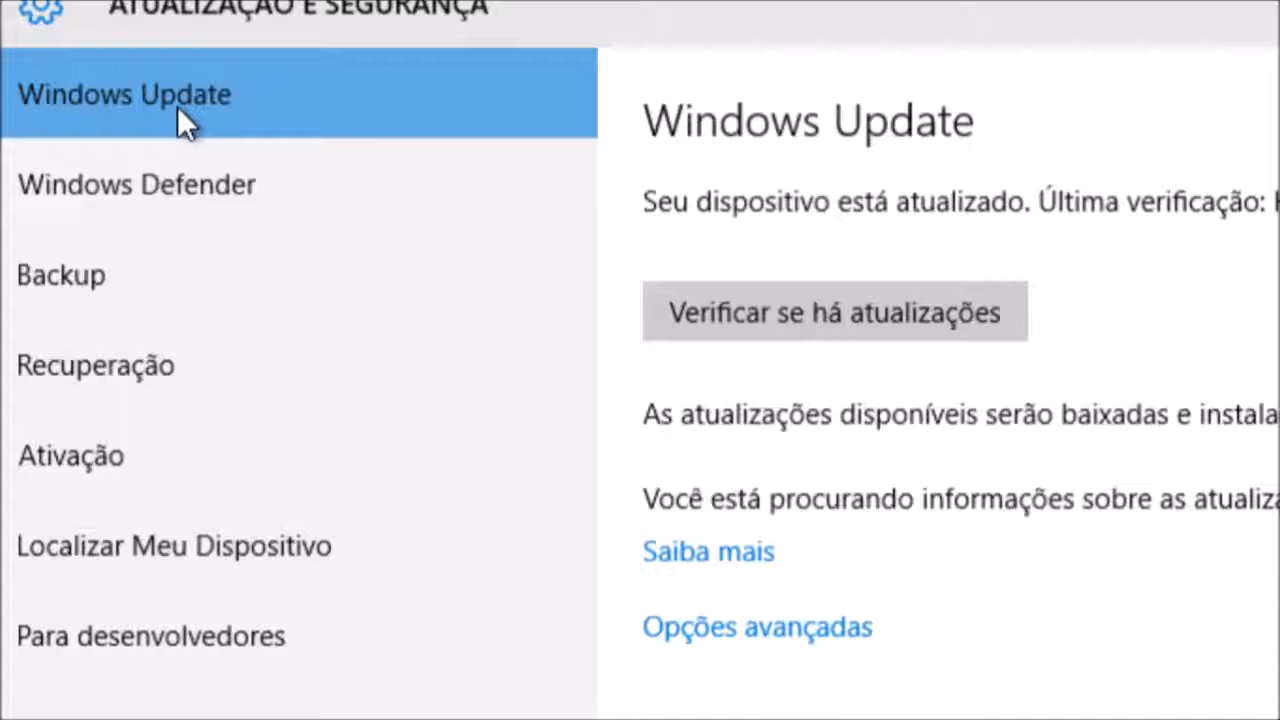 ATUALIZAÇÃO E SEGURANÇA
Windows Update
Windows Defender
Backup
Recuperação
Ativação
Localizar Meu Dispositivo
Para desenvolvedores
Windows Update
Seu dispositivo está atualizado. Última verificação:
Verificar se há atualizações
As atualizações disponíveis serão baixadas e instala
Você está procurando informações sobre as atualiza
Saiba mais
Opções avançadas